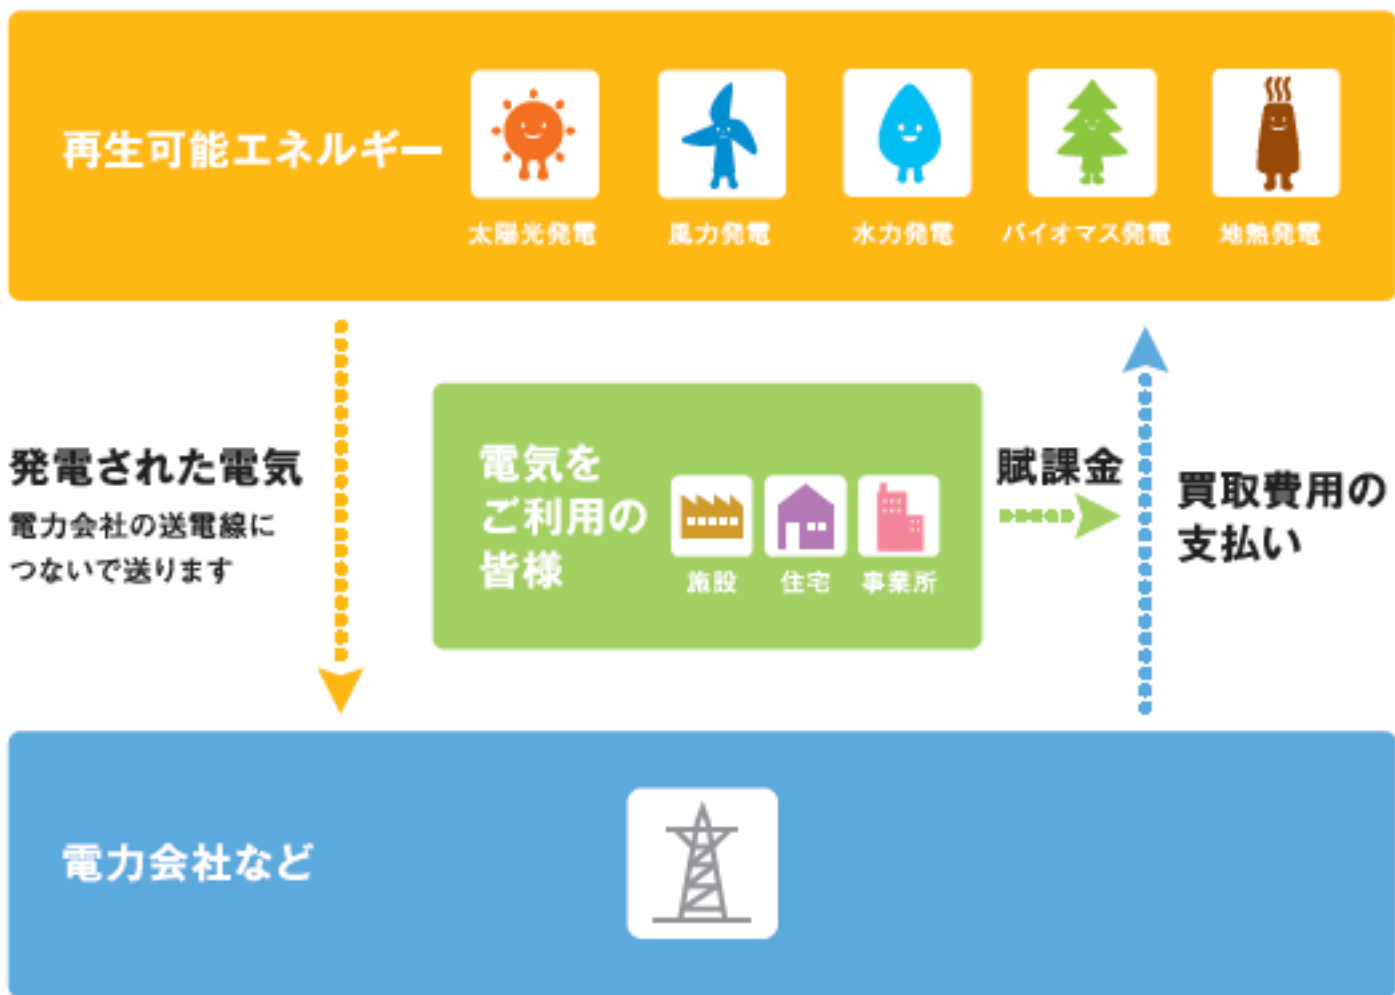 再生可能エネルギー
太陽光発電
風力発電
水力発電
バイオマス発電
地熱発電
発電された電気
電力会社の送電線に
つないで送ります
電気を
ご利用の
皆様
施設
住宅
事業所
賦課金
買取費用の
支払い
電力会社など